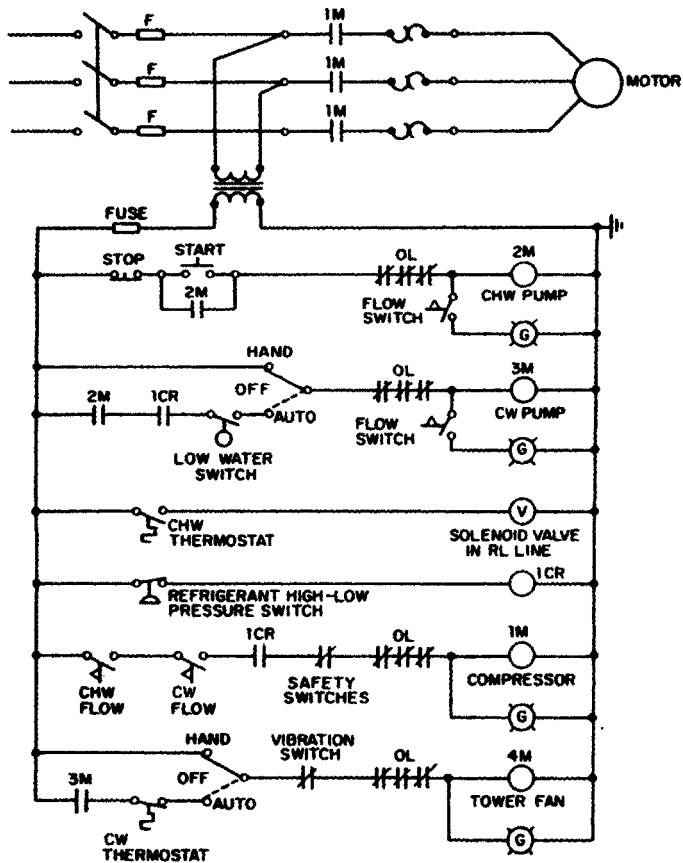 F
1M
F
1M
F
1M
MOTOR
FUSE
STOP
START
2M
OL
FLOW
SWITCH
2M
CHW PUMP
G
HAND
OFF
AUTO
2M
1CR
LOW WATER
SWITCH
OL
FLOW
SWITCH
3M
CW PUMP
G
CHW
THERMOSTAT
V
SOLENOID VALVE
IN RL LINE
REFRIGERANT HIGH-LOW
PRESSURE SWITCH
1CR
CHW
FLOW
CW
FLOW
1CR
SAFETY
SWITCHES
OL
1M
COMPRESSOR
G
HAND
OFF
AUTO
3M
CW
THERMOSTAT
VIBRATION
SWITCH
OL
4M
TOWER FAN
G